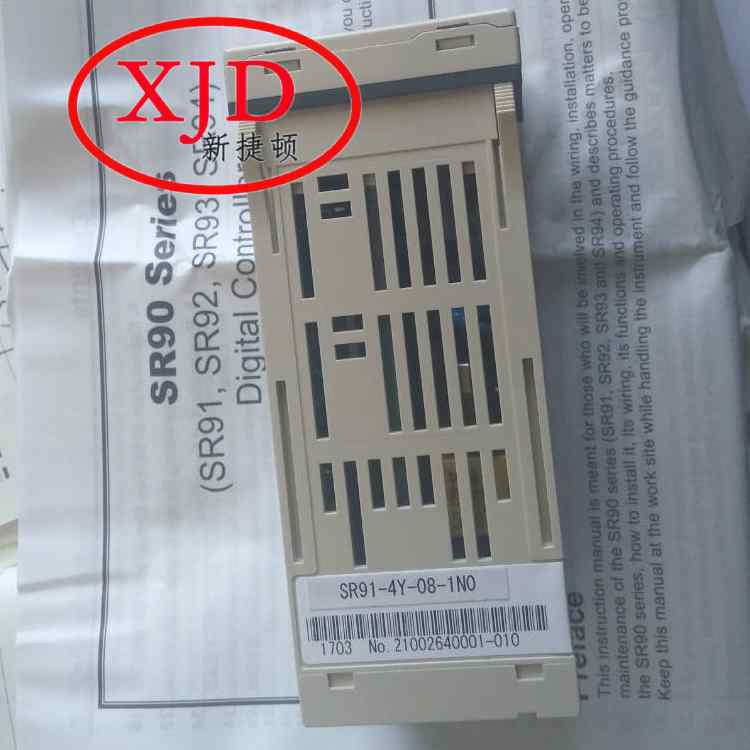 XJD
新捷顿
SR90 Series
(SR91, SR92, SR93, SR94)
Digital Controller
SR91-4Y-08-1N0
1703 No. 21002640001-010
Preface
This instruction manual is meant for those who will be involved in the wiring, installation, oper
maintenance of the SR90 series (SR91, SR92, SR93 and SR94) and describes matters to be
the SR90 series, how to install it, its wiring, its functions and operating procedures.
Keep this manual at the work site while handling the instrument and follow the guidance prov